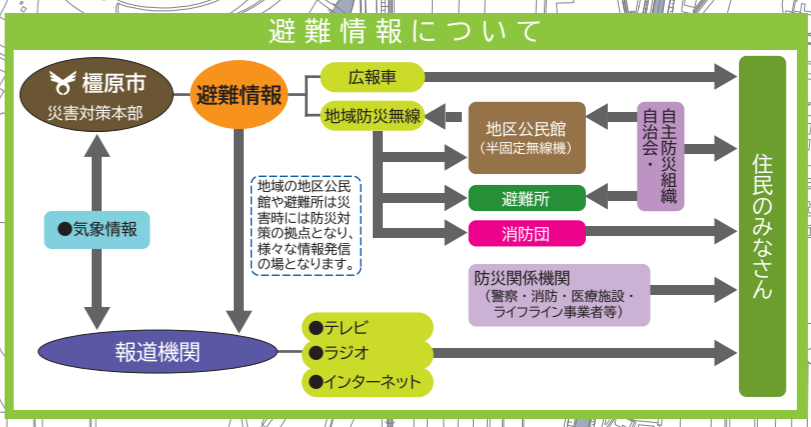 避難情報について
橿原市
災害対策本部
避難情報
広報車
地域防災無線
地区公民館
（半固定無線機）
自主防災組織
自治会・
避難所
消防団
住民のみなさん
●気象情報
地域の地区公民
館や避難所は災
害時には防災対
策の拠点となり、
様々な情報発信
の場となります。
防災関係機関
（警察・消防・医療施設・
ライフライン事業者等）
報道機関
●テレビ
●ラジオ
●インターネット